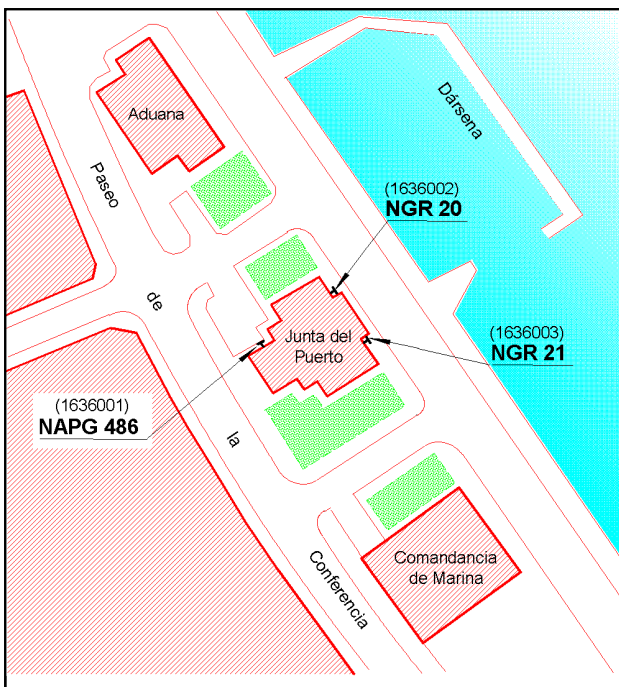 Aduana
Dársena
Paseo
de
la
Conferencia
(1636002)
NGR 20
Junta del
Puerto
(1636003)
NGR 21
(1636001)
NAPG 486
Comandancia
de Marina